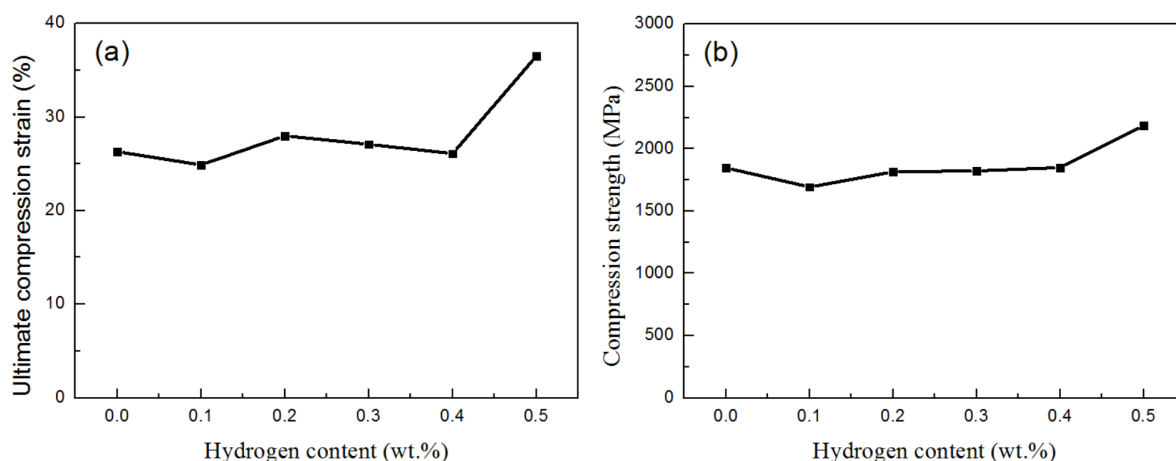 (a)
Ultimate compression strain (%)
40
30
20
10
0
0.0 0.1 0.2 0.3 0.4 0.5
Hydrogen content (wt.%)
(b)
Compression strength (MPa)
3000
2500
2000
1500
1000
500
0
0.0 0.1 0.2 0.3 0.4 0.5
Hydrogen content (wt.%)